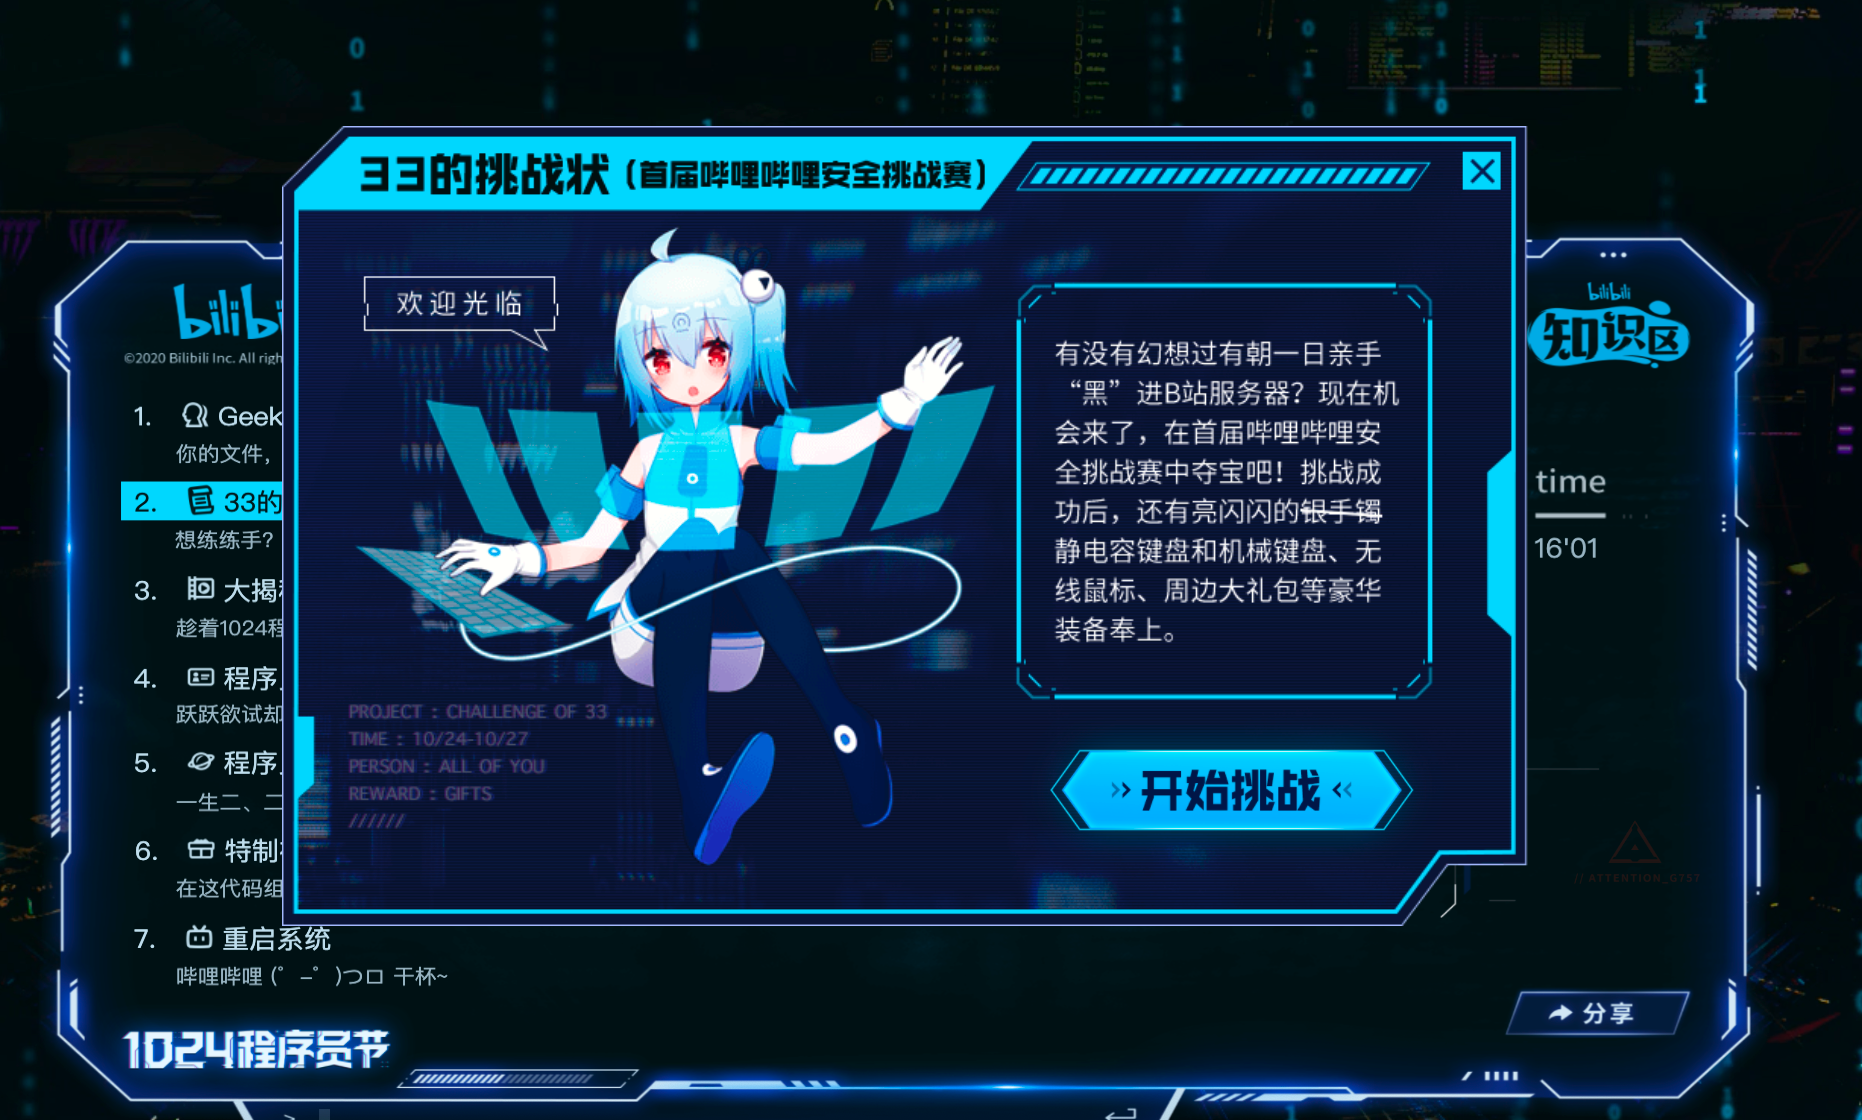 33的挑战状（首届哔哩哔哩安全挑战赛）
欢迎光临
有没有幻想过有朝一日亲手
“黑”进B站服务器？现在机
会来了，在首届哔哩哔哩安
全挑战赛中夺宝吧！挑战成
功后，还有亮闪闪的银手镯
静电容键盘和机械键盘、无
线鼠标、周边大礼包等豪华
装备奉上。
PROJECT : CHALLENGE OF 33
TIME : 10/24-10/27
PERSON : ALL OF YOU
REWARD : GIFTS
//////
›› 开始挑战 ‹‹
bilibi
©2020 Bilibili Inc. All righ
1. Geek
你的文件，
2. 33的
想练练手？
3. 大揭
趁着1024程
4. 程序
跃跃欲试却
5. 程序
一生二、二
6. 特制
在这代码组
7. 重启系统
哔哩哔哩 (゜-゜)つロ 干杯~
1024程序员节
bilibili
知识区
time
16'01
// ATTENTION_G757
分享